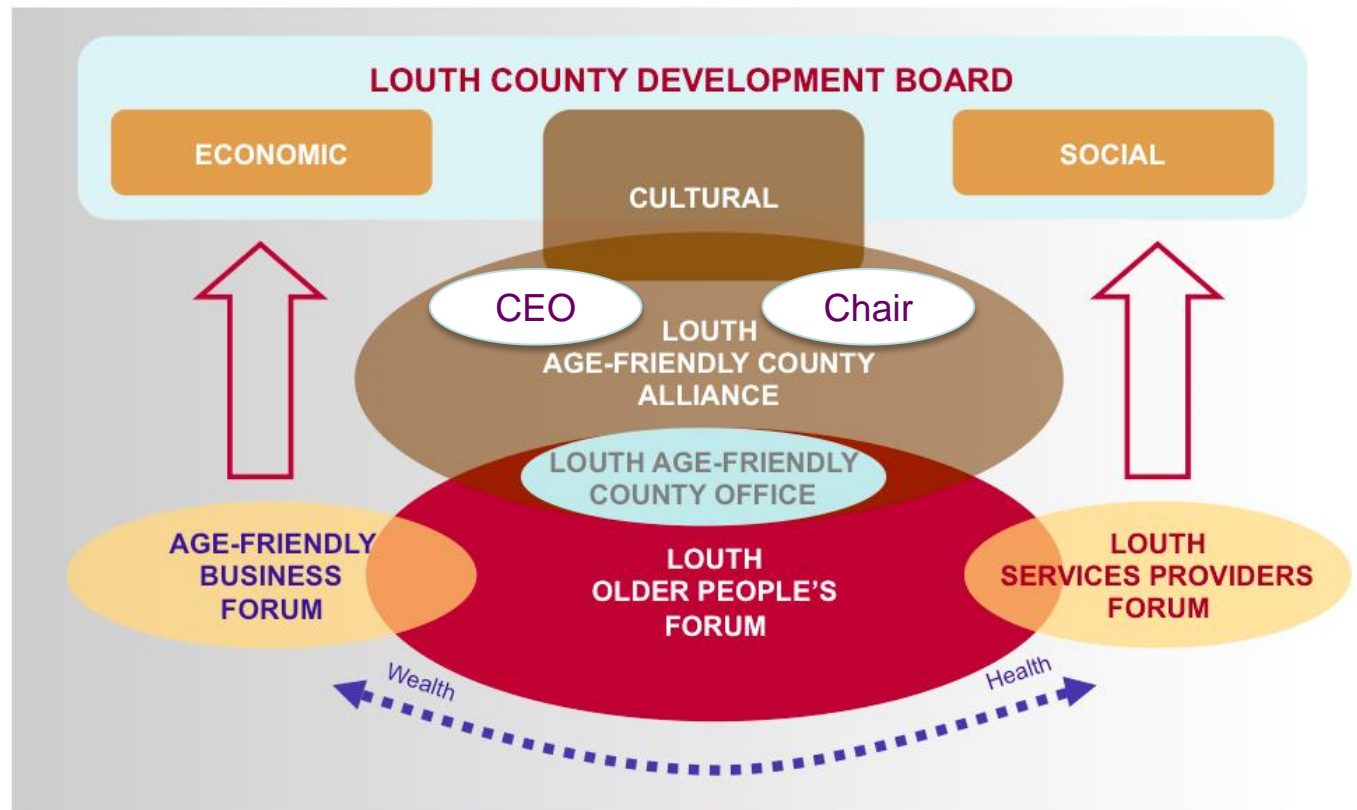 LOUTH COUNTY DEVELOPMENT BOARD
ECONOMIC
CULTURAL
SOCIAL
CEO
Chair
LOUTH
AGE-FRIENDLY COUNTY
ALLIANCE
LOUTH AGE-FRIENDLY
COUNTY OFFICE
AGE-FRIENDLY
BUSINESS
FORUM
LOUTH
OLDER PEOPLE'S
FORUM
LOUTH
SERVICES PROVIDERS
FORUM
Wealth
Health